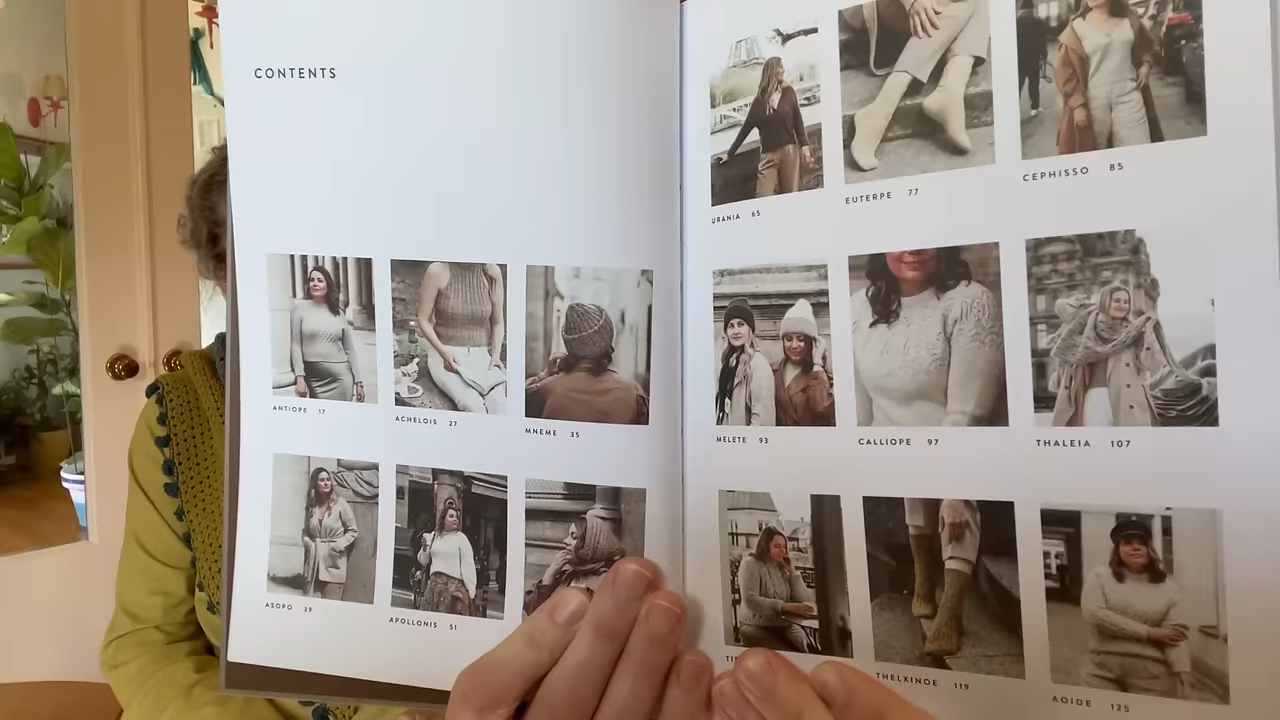 CONTENTS
ANTIOPE 17
ACHELOIS 27
MNEME 35
ASOPO 39
APOLLONIS 51
URANIA 65
EUTERPE 77
CEPHISSO 85
MELETE 93
CALLIOPE 97
THALEIA 107
THELXINOE 119
AOIDE 125